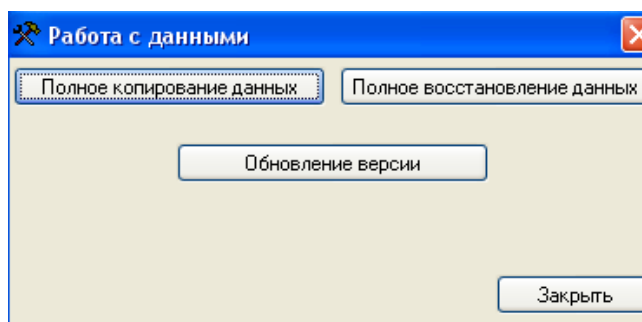 Работа с данными
Полное копирование данных Полное восстановление данных
Обновление версии
Закрыть